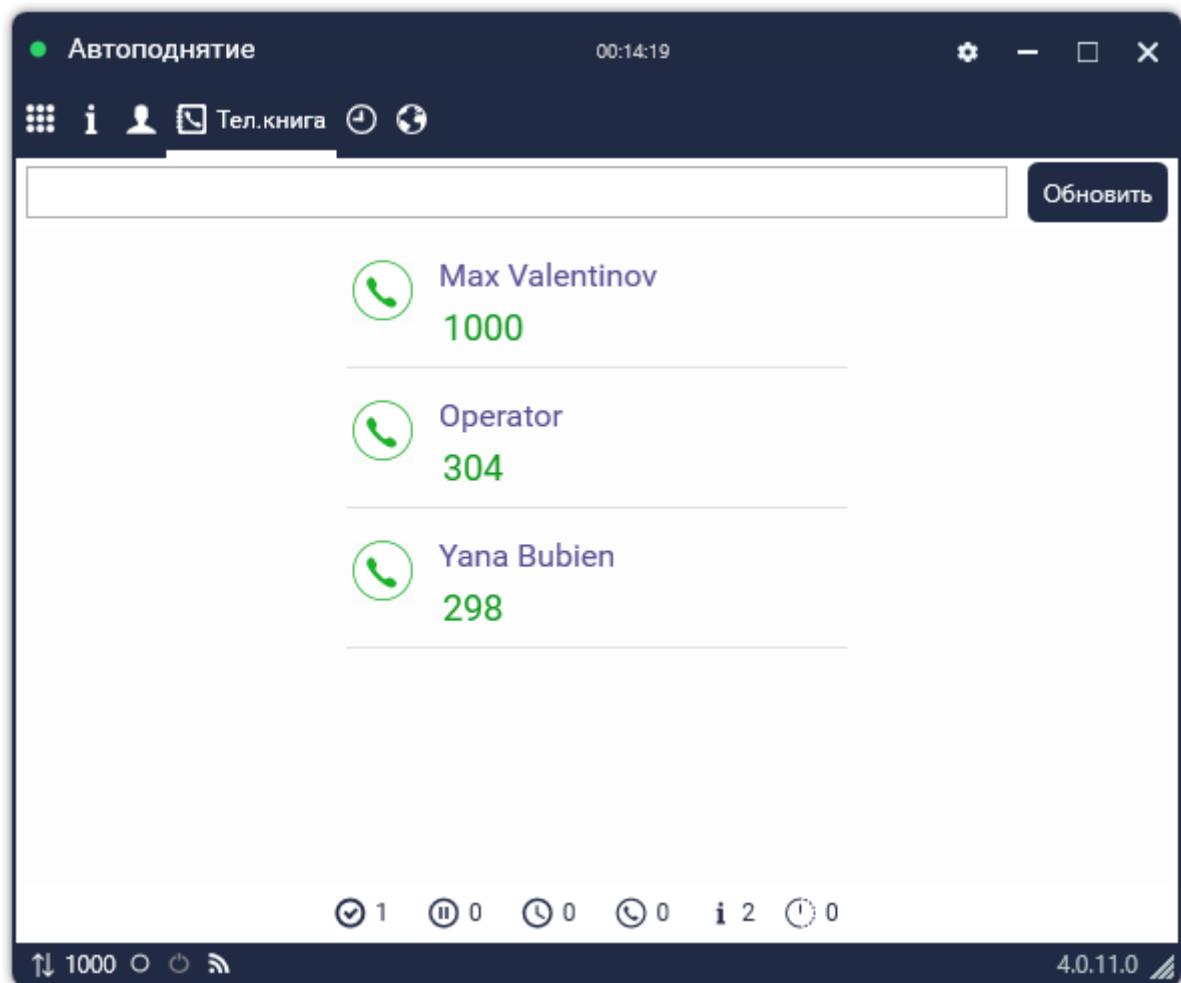 Автоподнятие 00:14:19
Тел.книга
Обновить
Max Valentinov
1000
Operator
304
Yana Bubien
298
1 0 0 0 2 0
1000 4.0.11.0